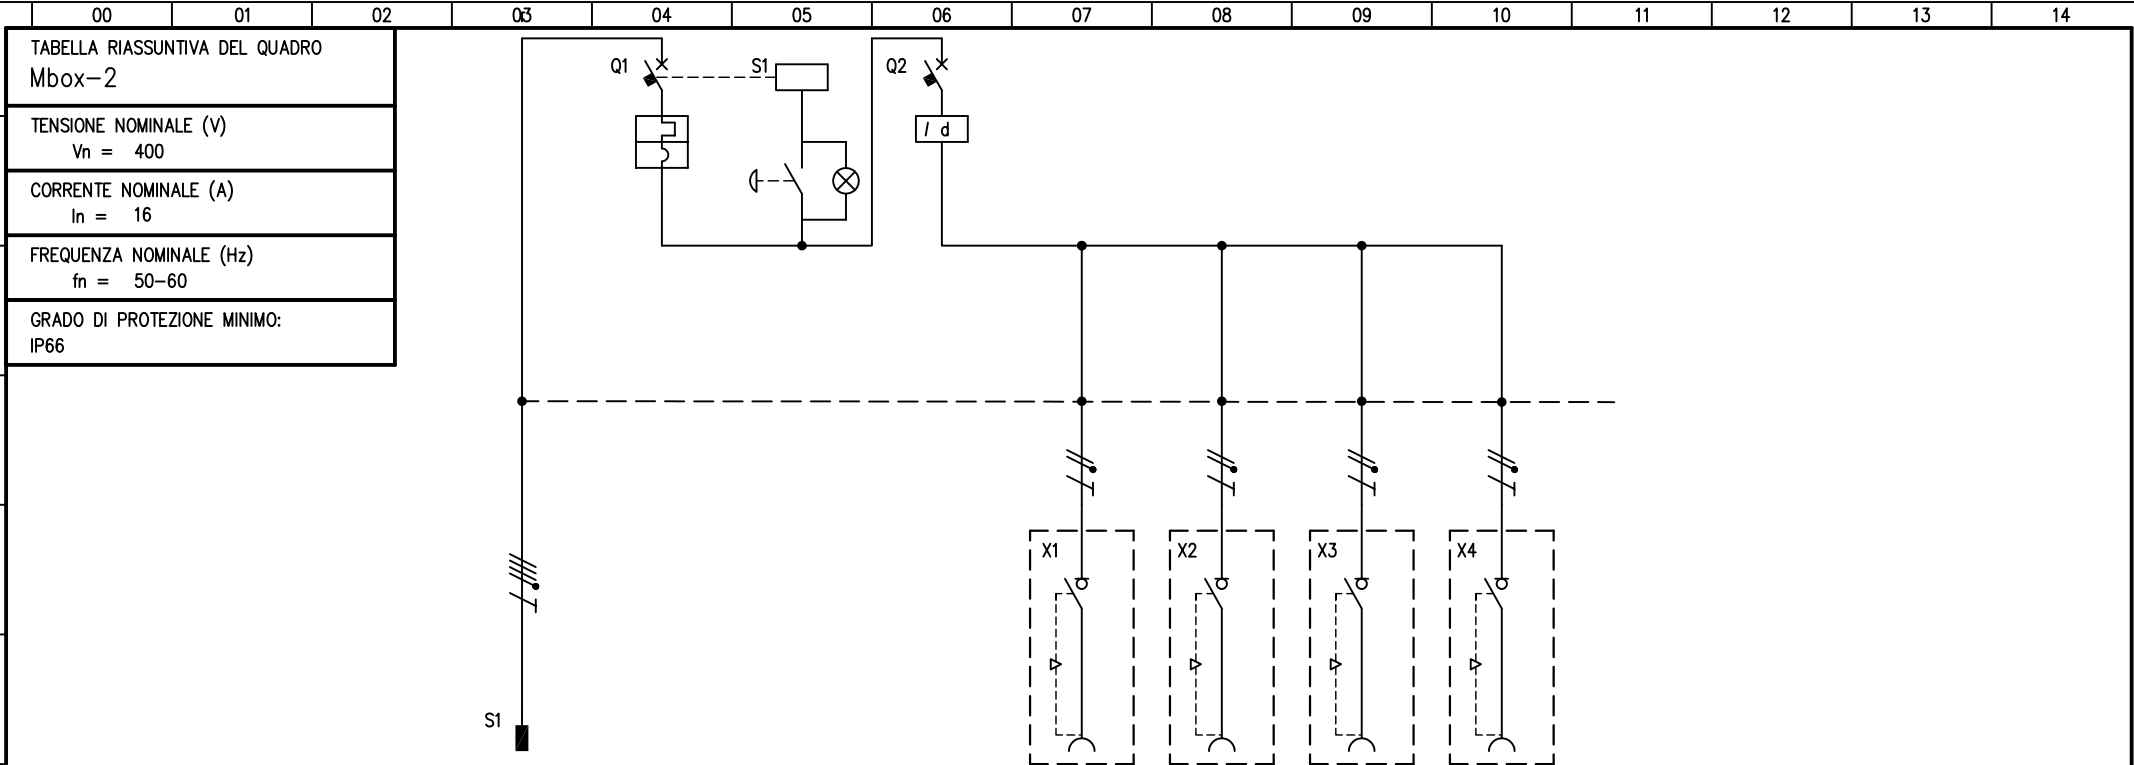 00 01 02 03 04 05 06 07 08 09 10 11 12 13 14
TABELLA RIASSUNTIVA DEL QUADRO
Mbox-2
TENSIONE NOMINALE (V)
Vn = 400
CORRENTE NOMINALE (A)
In = 16
FREQUENZA NOMINALE (Hz)
fn = 50-60
GRADO DI PROTEZIONE MINIMO:
IP66
Q1
S1
Q2
I d
X1
X2
X3
X4
S1